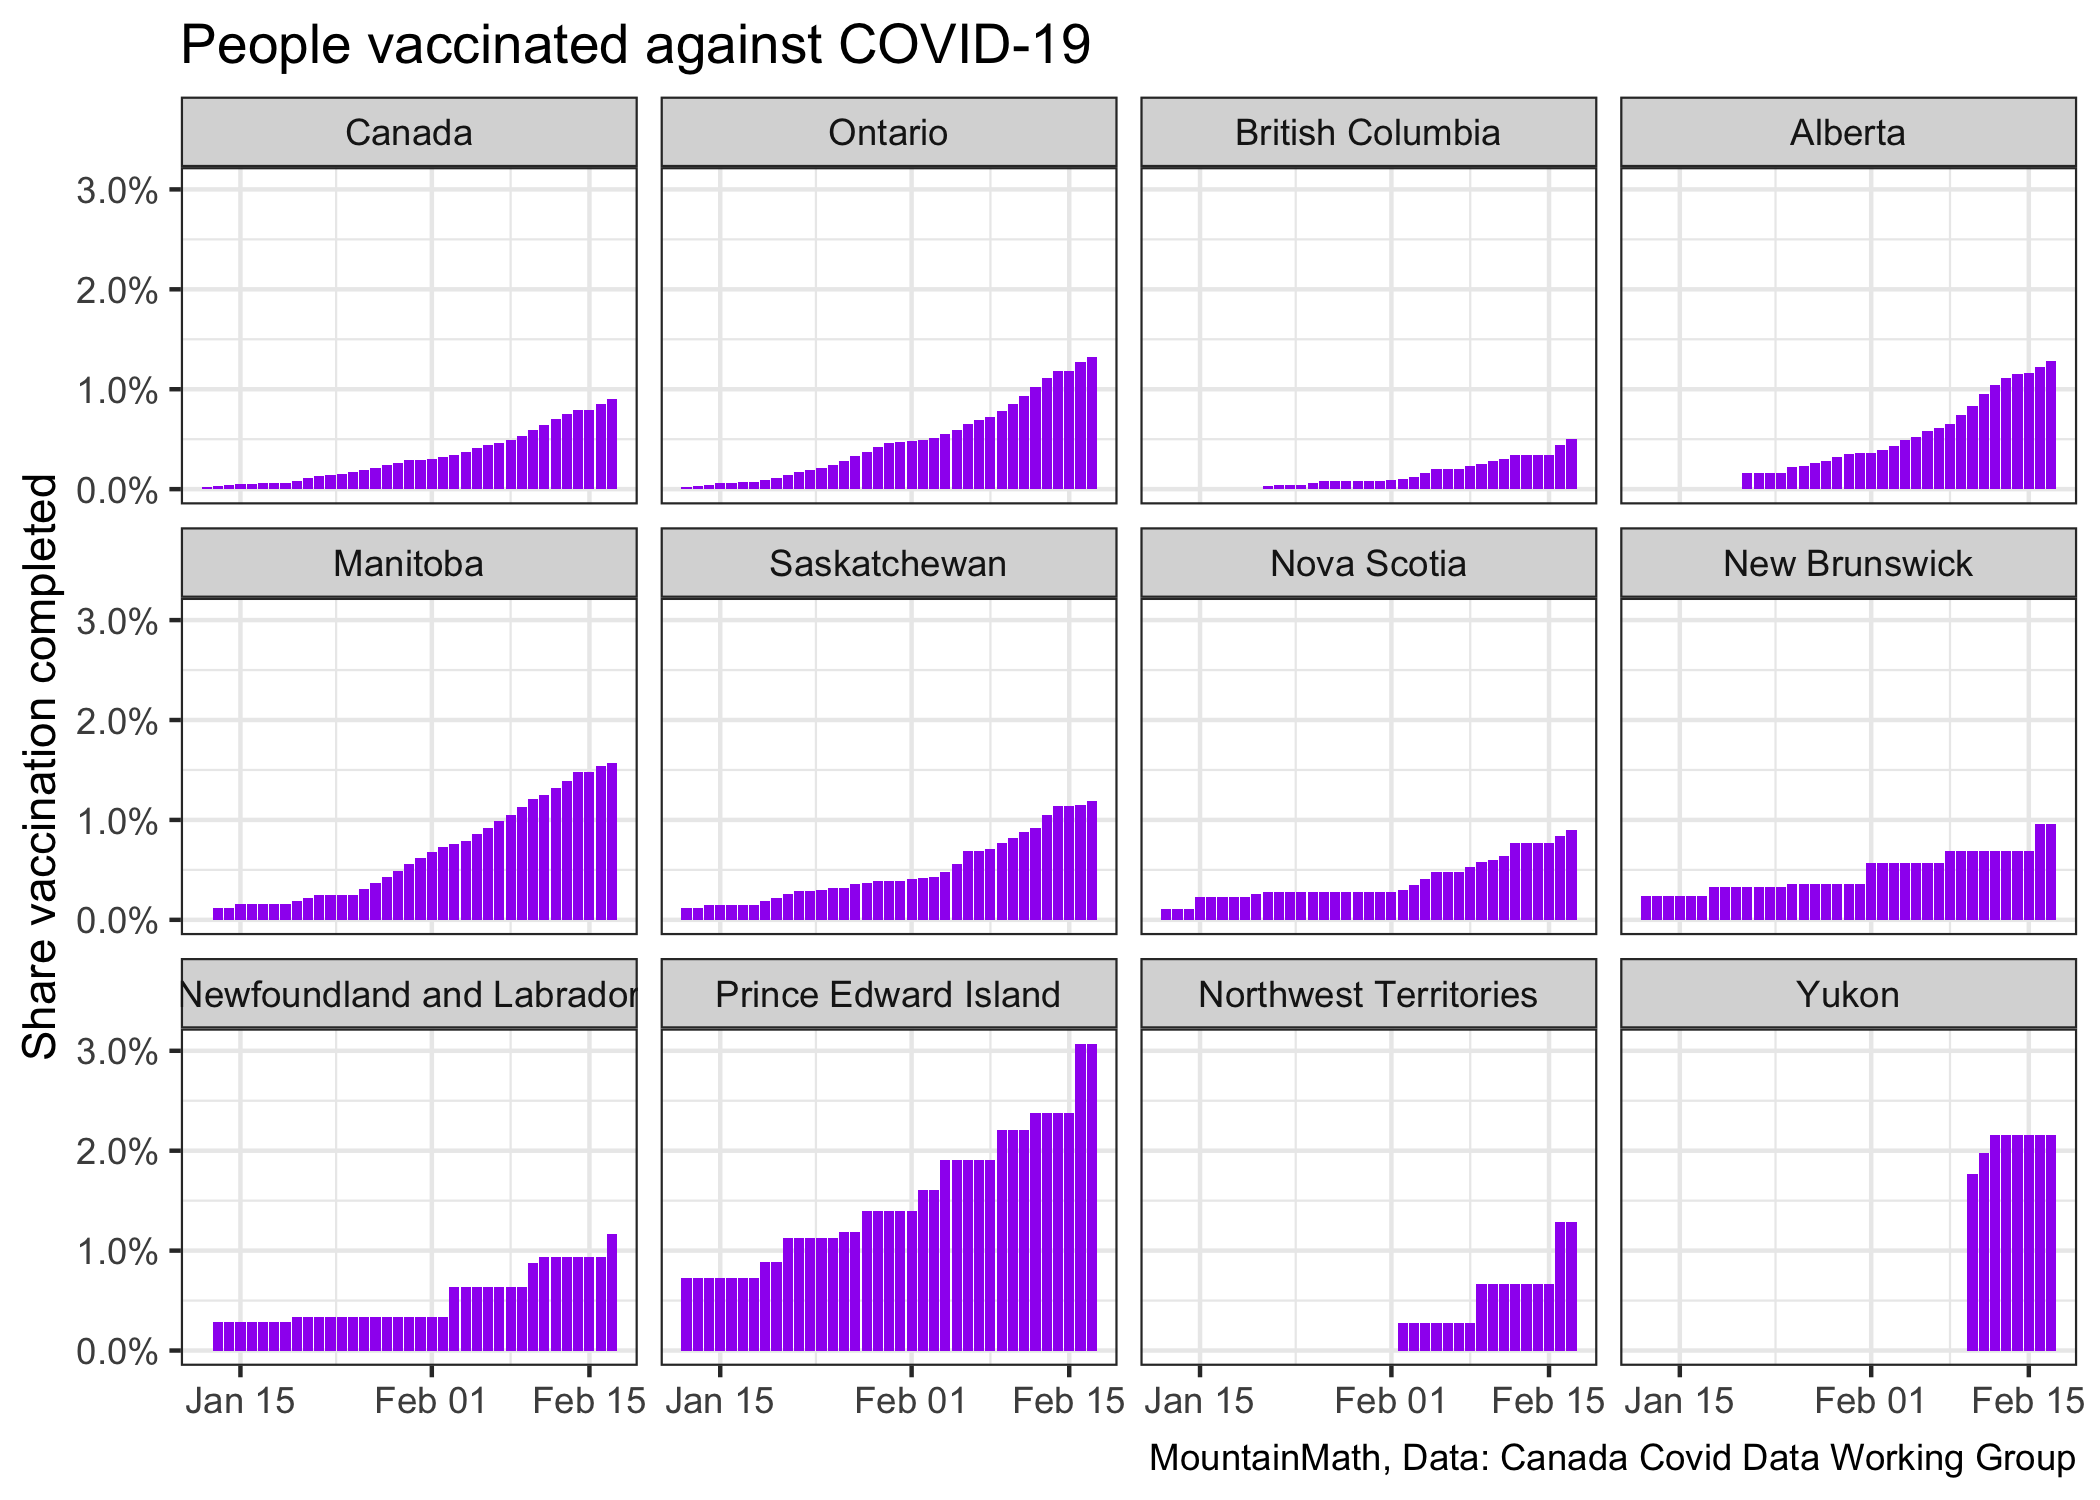 People vaccinated against COVID-19
Canada
Ontario
British Columbia
Alberta
3.0%
2.0%
1.0%
0.0%
Manitoba
Saskatchewan
Nova Scotia
New Brunswick
3.0%
2.0%
1.0%
0.0%
Newfoundland and Labrador
Prince Edward Island
Northwest Territories
Yukon
3.0%
2.0%
1.0%
0.0%
Jan 15 Feb 01 Feb 15
Jan 15 Feb 01 Feb 15
Jan 15 Feb 01 Feb 15
Jan 15 Feb 01 Feb 15
Share vaccination completed
MountainMath, Data: Canada Covid Data Working Group